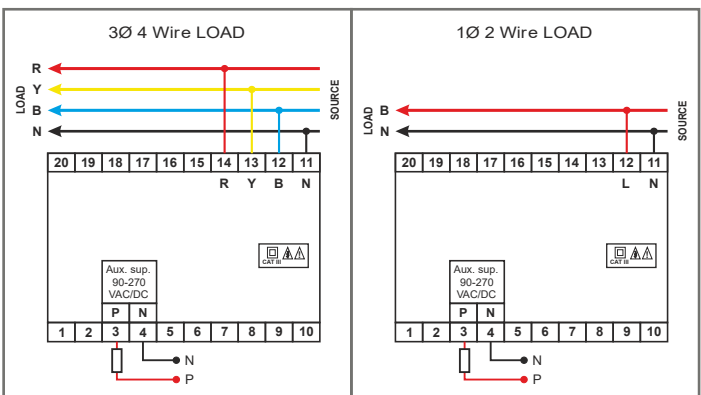 3Ø 4 Wire LOAD
R
Y
B
N
LOAD
SOURCE
20 19 18 17 16 15 14 13 12 11
R Y B N
CAT III
Aux. sup.
90-270
VAC/DC
P N
1 2 3 4 5 6 7 8 9 10
N
P
1Ø 2 Wire LOAD
B
N
LOAD
SOURCE
20 19 18 17 16 15 14 13 12 11
L N
CAT III
Aux. sup.
90-270
VAC/DC
P N
1 2 3 4 5 6 7 8 9 10
N
P